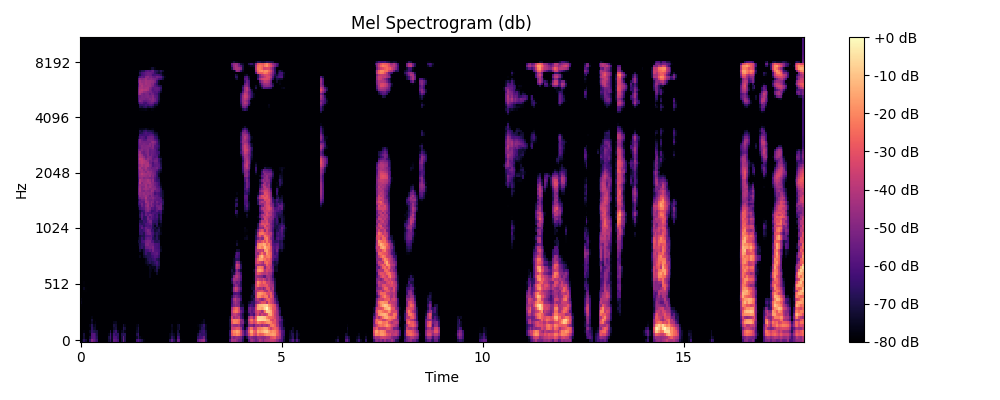 Mel Spectrogram (db)
8192
4096
2048
1024
512
0
Hz
0 5 10 15
Time
+0 dB
-10 dB
-20 dB
-30 dB
-40 dB
-50 dB
-60 dB
-70 dB
-80 dB